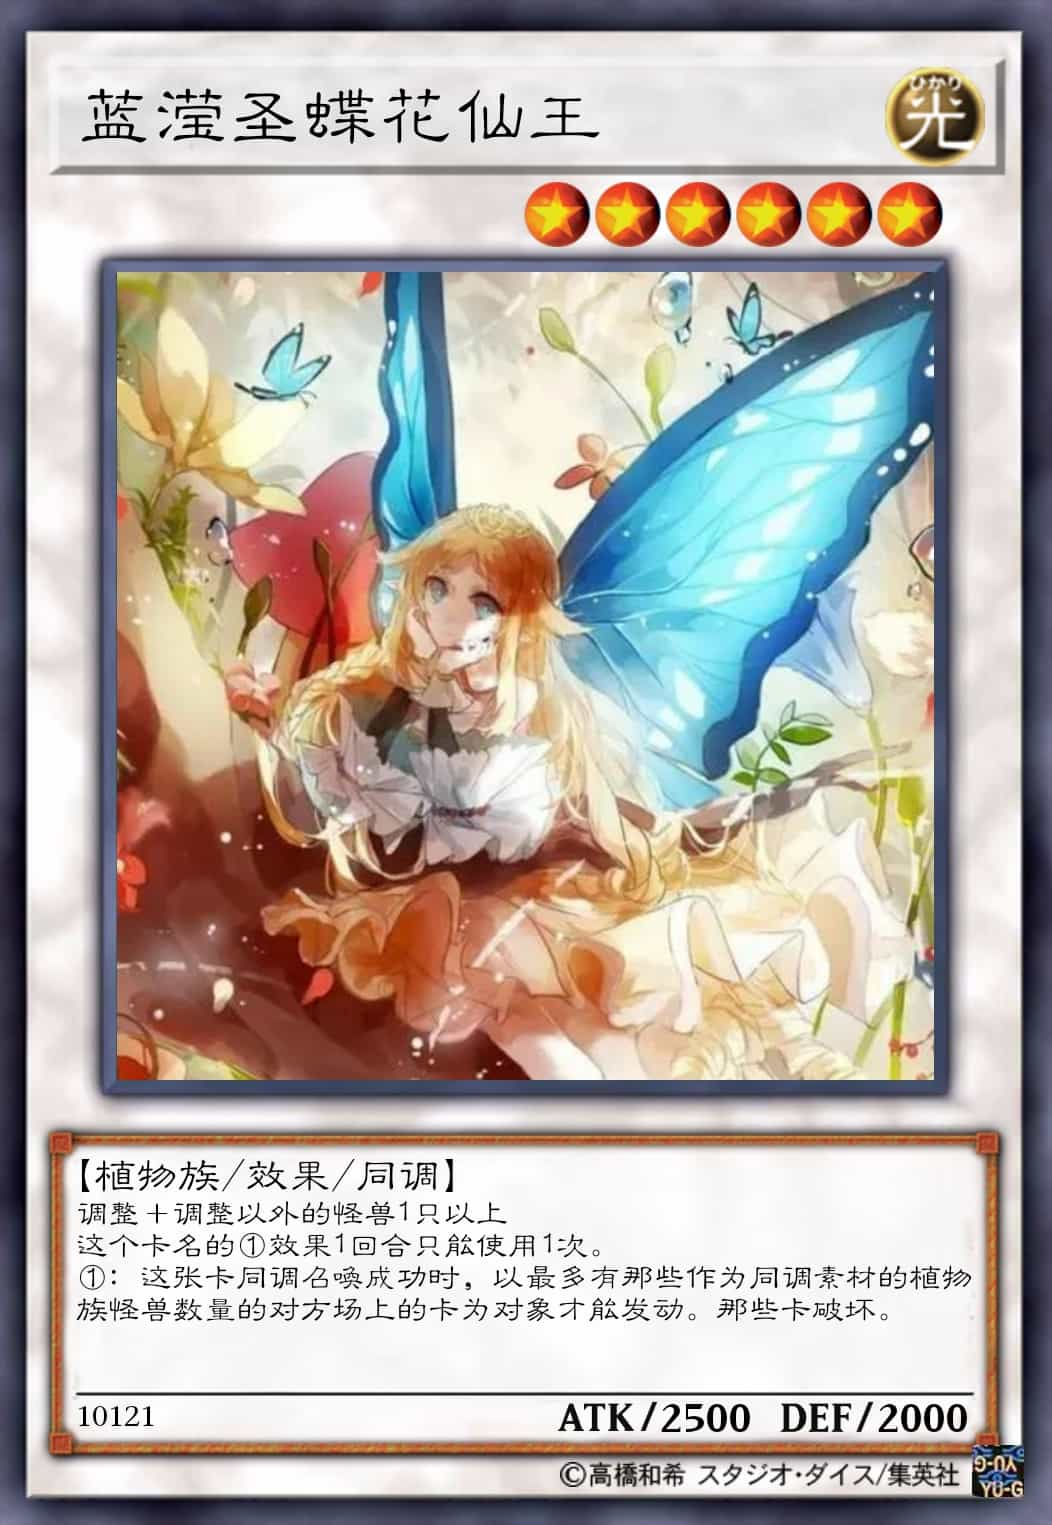 蓝滢圣蝶花仙王
ひかり
光
【植物族/效果/同调】
调整＋调整以外的怪兽1只以上
这个卡名的①效果1回合只能使用1次。
①：这张卡同调召唤成功时，以最多有那些作为同调素材的植物
族怪兽数量的对方场上的卡为对象才能发动。那些卡破坏。
10121
ATK/2500 DEF/2000
©高橋和希 スタジオ・ダイス/集英社
YU-G